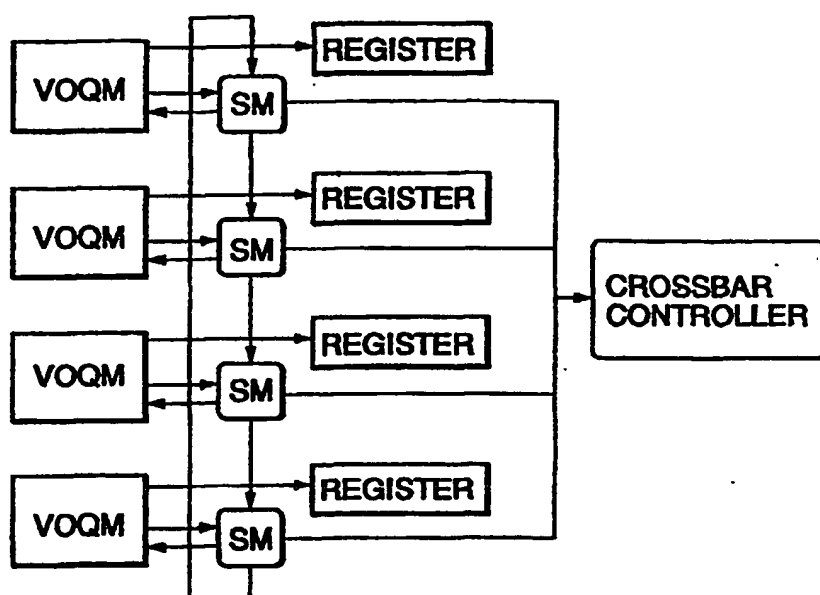 REGISTER
VOQM
SM
REGISTER
VOQM
SM
CROSSBAR
CONTROLLER
REGISTER
VOQM
SM
REGISTER
VOQM
SM